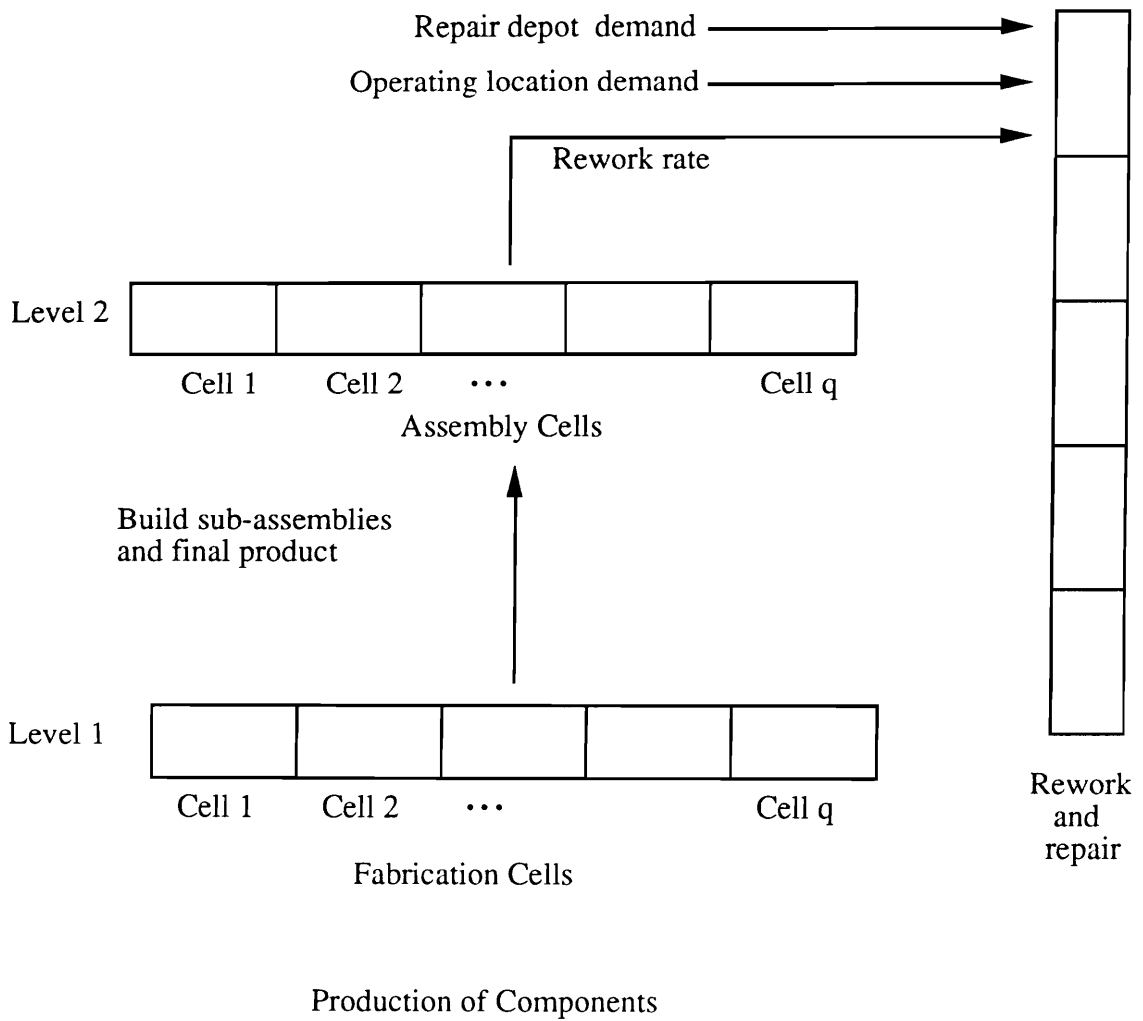 Repair depot demand
Operating location demand
Rework rate
Level 2
Cell 1 Cell 2 ... Cell q
Assembly Cells
Build sub-assemblies
and final product
Level 1
Cell 1 Cell 2 ... Cell q
Fabrication Cells
Rework
and
repair
Production of Components